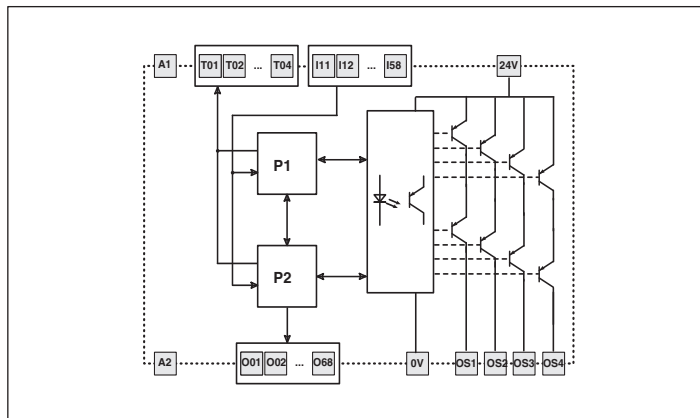 A1 T01 T02 ... T04 I11 I12 ... I58 24V
P1
P2
A2 O01 O02 ... O68 0V OS1 OS2 OS3 OS4